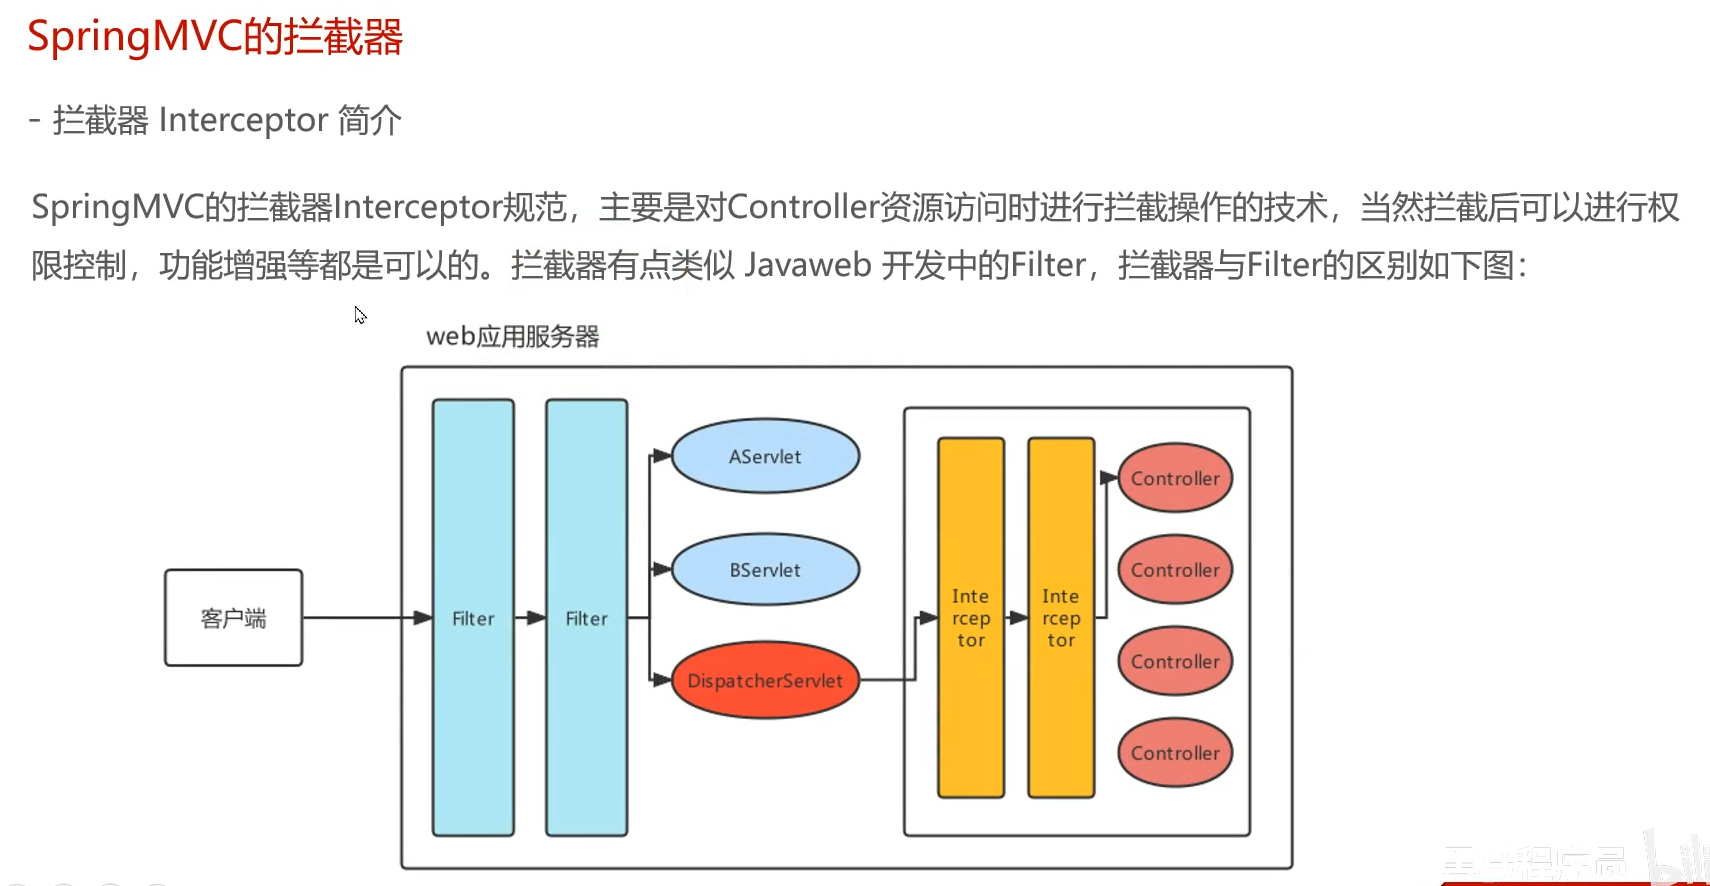 SpringMVC的拦截器
- 拦截器 Interceptor 简介
SpringMVC的拦截器Interceptor规范，主要是对Controller资源访问时进行拦截操作的技术，当然拦截后可以进行权
限控制，功能增强等都是可以的。拦截器有点类似 Javaweb 开发中的Filter，拦截器与Filter的区别如下图：
web应用服务器
客户端
Filter
Filter
AServlet
BServlet
DispatcherServlet
Inte
rcep
tor
Inte
rcep
tor
Controller
Controller
Controller
Controller